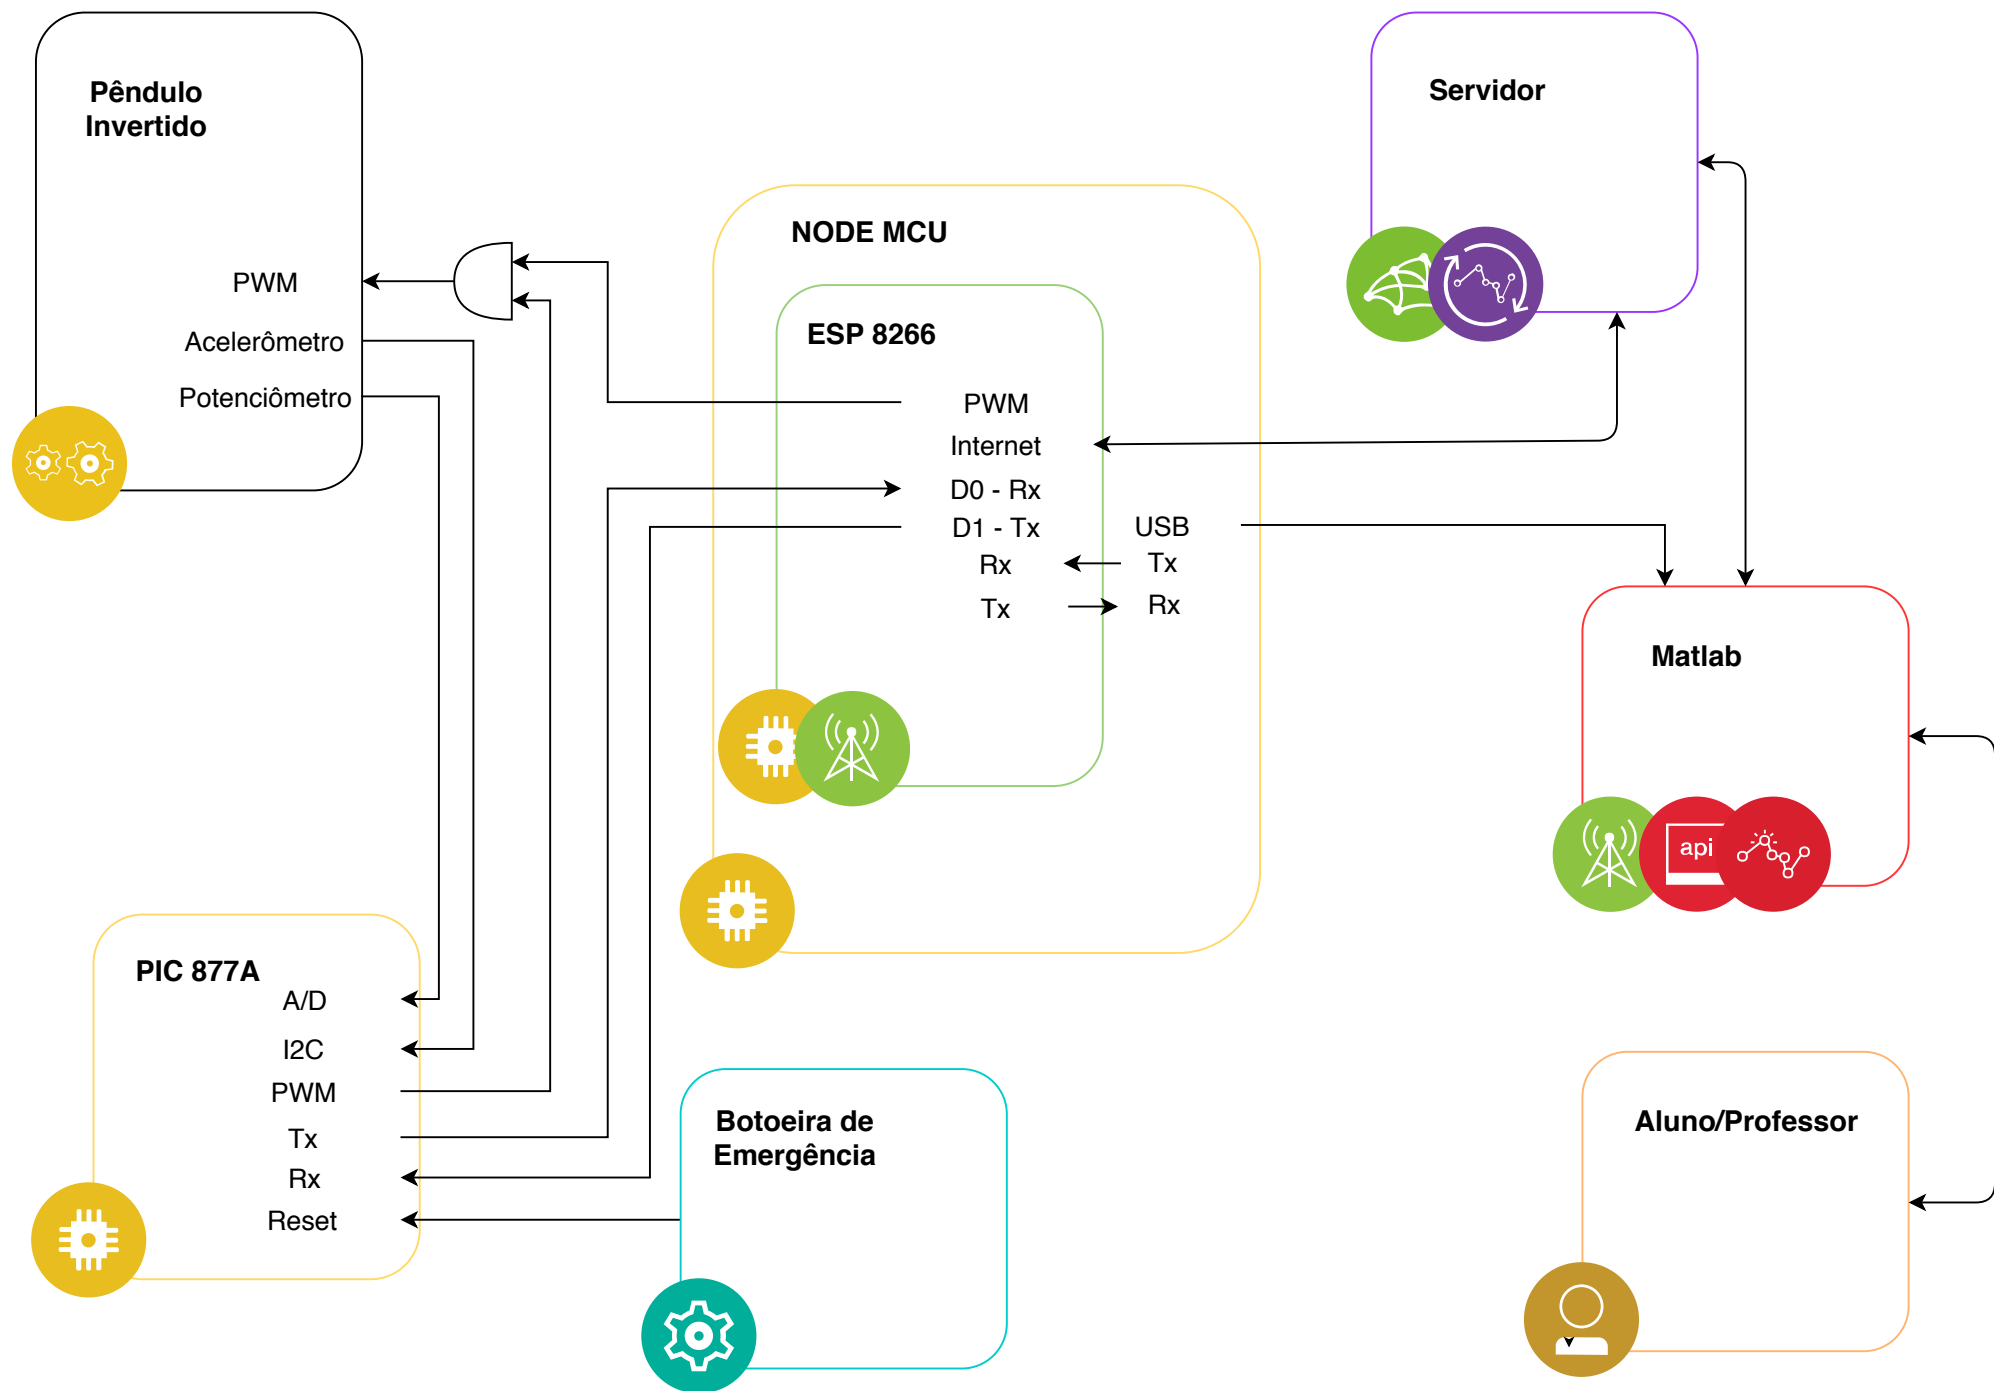 Pêndulo
Invertido
PWM
Acelerômetro
Potenciômetro
NODE MCU
ESP 8266
PWM
Internet
D0 - Rx
D1 - Tx
Rx
Tx
USB
Tx
Rx
Servidor
Matlab
api
PIC 877A
A/D
I2C
PWM
Tx
Rx
Reset
Botoeira de
Emergência
Aluno/Professor